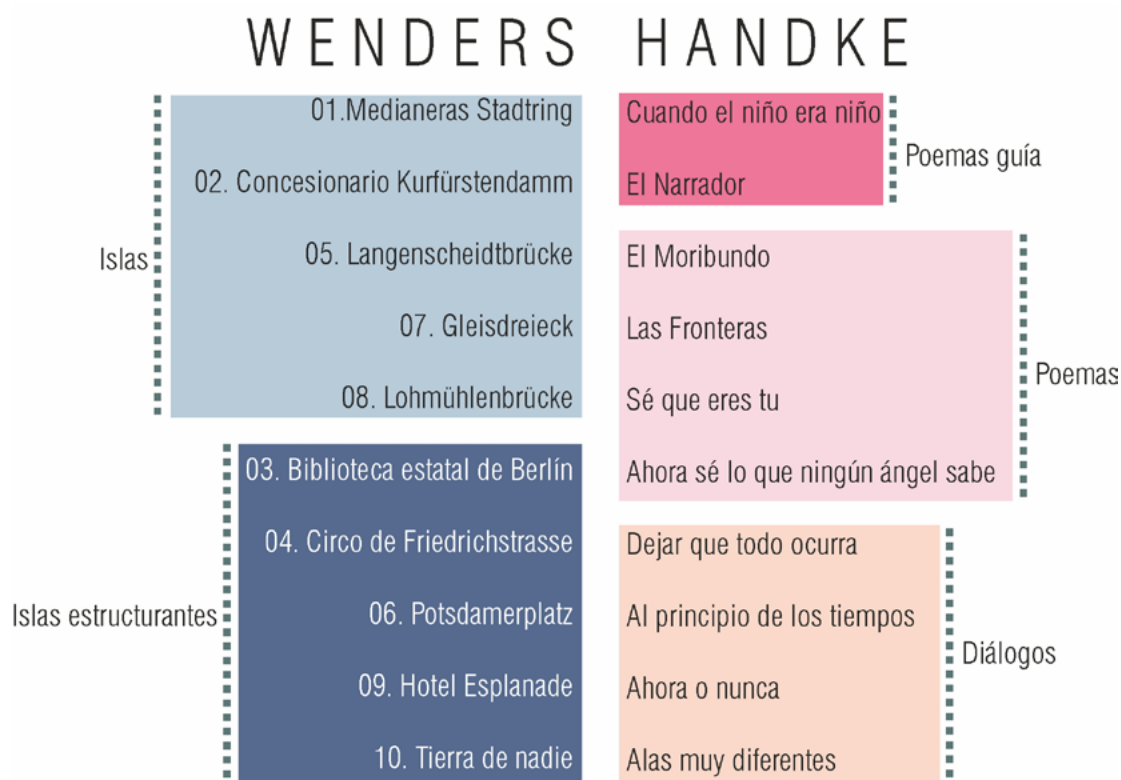 WENDERS HANDKE
Islas
01.Medianeras Stadtring
02. Concesionario Kurfürstendamm
05. Langenscheidtbrücke
07. Gleisdreieck
08. Lohmühlenbrücke
Islas estructurantes
03. Biblioteca estatal de Berlín
04. Circo de Friedrichstrasse
06. Potsdamerplatz
09. Hotel Esplanade
10. Tierra de nadie
Cuando el niño era niño
El Narrador
Poemas guía
El Moribundo
Las Fronteras
Sé que eres tu
Ahora sé lo que ningún ángel sabe
Poemas
Dejar que todo ocurra
Al principio de los tiempos
Ahora o nunca
Alas muy diferentes
Diálogos